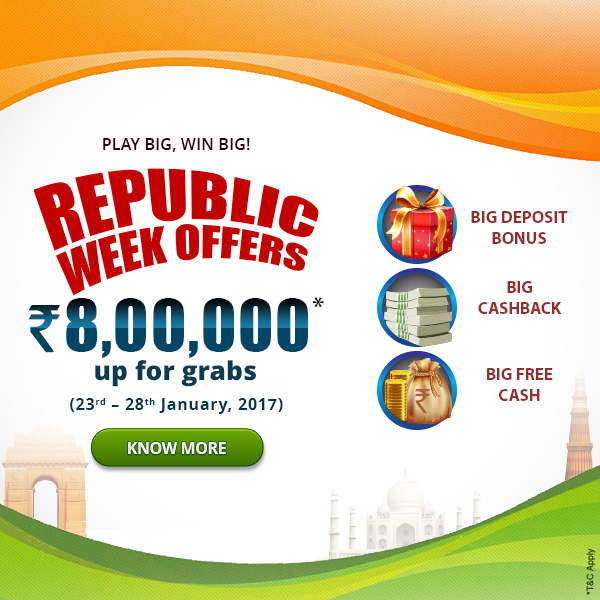 PLAY BIG, WIN BIG!
REPUBLIC
WEEK OFFERS
₹8,00,000*
up for grabs
(23rd – 28th January, 2017)
KNOW MORE
BIG DEPOSIT
BONUS
BIG
CASHBACK
BIG FREE
CASH
₹
*T&C Apply